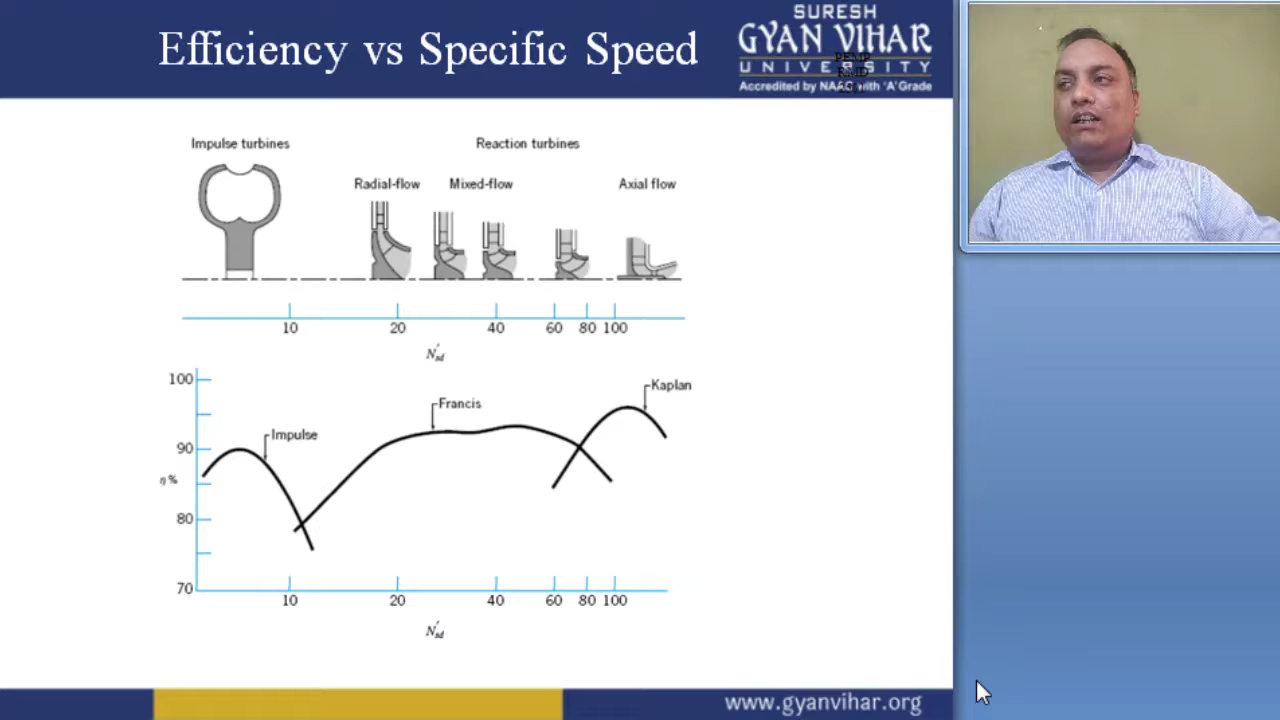 Efficiency vs Specific Speed
SURESH
GYAN VIHAR
UNIVERSITY
Accredited by NAAC with 'A' Grade
Impulse turbines
Reaction turbines
Radial-flow
Mixed-flow
Axial flow
10 20 40 60 80 100
N'sd
100
90
η %
80
70
Impulse
Francis
Kaplan
10 20 40 60 80 100
N'sd
www.gyanvihar.org